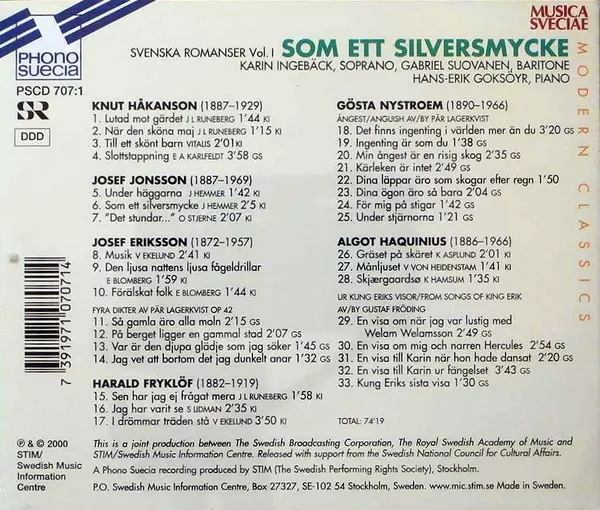 PHONO
SUECIA
PSCD 707:1
SR
DDD
MUSICA
SVECIAE
MODERN CLASSICS
SVENSKA ROMANSER Vol. I SOM ETT SILVERSMYCKE
KARIN INGEBÄCK, SOPRANO, GABRIEL SUOVANEN, BARITONE
HANS-ERIK GOKSÖYR, PIANO
KNUT HÅKANSON (1887-1929)
1. Lutad mot gärdet J L RUNEBERG 1'44 KI
2. När den sköna maj J L RUNEBERG 1'15 KI
3. Till ett skönt barn VITALIS 2'01 KI
4. Slottstappning E A KARLFELDT 3'58 GS
JOSEF JONSSON (1887-1969)
5. Under häggarna J HEMMER 1'42 KI
6. Som ett silversmycke J HEMMER 2'5 KI
7. "Det stundar..." O STJERNE 2'07 KI
JOSEF ERIKSSON (1872-1957)
8. Musik V EKELUND 2'41 KI
9. Den ljusa nattens ljusa fågeldrillar
E BLOMBERG 1'59 KI
10. Förälskat folk E BLOMBERG 1'44 KI
FYRA DIKTER AV PÄR LAGERKVIST OP 42
11. Så gamla äro alla moln 2'15 GS
12. På berget ligger en gammal stad 2'07 GS
13. Var är den djupa glädje som jag söker 1'45 GS
14. Jag vet att bortom det jag dunkelt anar 1'32 GS
HARALD FRYKLÖF (1882-1919)
15. Sen har jag ej frågat mera J L RUNEBERG 1'58 KI
16. Jag har varit se S LIDMAN 2'35 KI
17. I drömmar träden stå V EKELUND 3'50 KI
GÖSTA NYSTROEM (1890-1966)
ÅNGEST/ANGUISH AV/BY PÄR LAGERKVIST
18. Det finns ingenting i världen mer än du 3'20 GS
19. Ingenting är som du 1'38 GS
20. Min ångest är en risig skog 2'35 GS
21. Kärleken är intet 2'49 GS
22. Dina läppar äro som skogar efter regn 1'50
23. Dina ögon äro så bara 2'04 GS
24. För mig på stigar 1'42 GS
25. Under stjärnorna 1'21 GS
ALGOT HAQUINIUS (1886-1966)
26. Gräset på skäret K ASPLUND 2'01 KI
27. Månljuset V VON HEIDENSTAM 1'41 KI
28. Skjærgaardsø K HAMSUN 1'35 KI
UR KUNG ERIKS VISOR/FROM SONGS OF KING ERIK
AV/BY GUSTAF FRÖDING
29. En visa om när jag var lustig med
Welam Welamsson 2'49 GS
30. En visa om mig och narren Hercules 2'54 GS
31. En visa till Karin när hon hade dansat 2'20 GS
32. En visa till Karin ur fängelset 3'43 GS
33. Kung Eriks sista visa 1'30 GS
TOTAL: 74'19
7 391971 070714
℗ & © 2000
STIM/
Swedish Music
Information
Centre
This is a joint production between The Swedish Broadcasting Corporation, The Royal Swedish Academy of Music and
STIM/Swedish Music Information Centre. Released with support from the Swedish National Council for Cultural Affairs.
A Phono Suecia recording produced by STIM (The Swedish Performing Rights Society), Stockholm.
P.O. Swedish Music Information Center, Box 27327, SE-102 54 Stockholm, Sweden. www.mic.stim.se Made in Sweden.